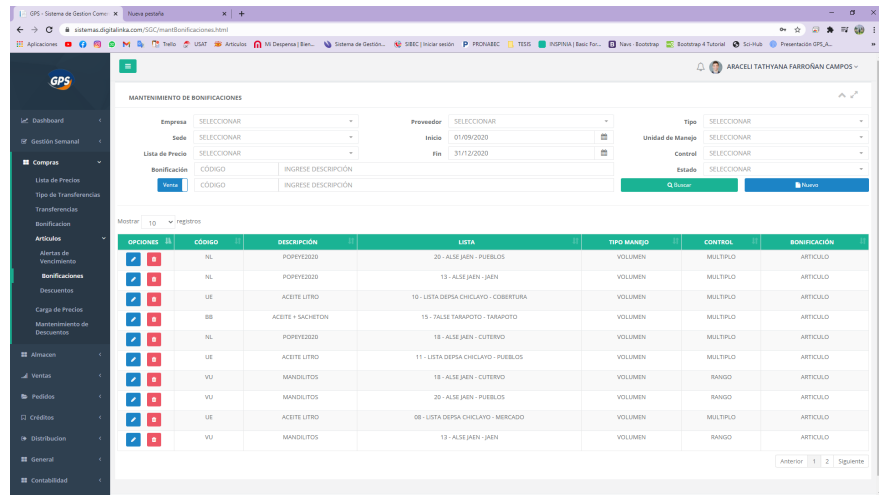 GPS - Sistema de Gestion Comer
Nueva pestaña
sistemas.digitalinka.com/SGC/mantBonificaciones.html
Aplicaciones
Trello
USAT
Articulos
Mi Despensa | Bien...
Sistema de Gestión...
SIBEC | Iniciar sesión
PRONABEC
TESIS
INSPINIA | Basic For...
Navs · Bootstrap
Bootstrap 4 Tutorial
Sci-Hub
Presentación GPS_A...
GPS
ARACELI TATHYANA FARROÑAN CAMPOS
Dashboard
Gestión Semanal
Compras
Lista de Precios
Tipo de Transferencias
Transferencias
Bonificacion
Artículos
Alertas de
Vencimiento
Bonificaciones
Descuentos
Carga de Precios
Mantenimiento de
Descuentos
Almacen
Ventas
Pedidos
Créditos
Distribucion
General
Contabilidad
MANTENIMIENTO DE BONIFICACIONES
Empresa SELECCIONAR Proveedor SELECCIONAR Tipo SELECCIONAR
Sede SELECCIONAR Inicio 01/09/2020 Unidad de Manejo SELECCIONAR
Lista de Precio SELECCIONAR Fin 31/12/2020 Control SELECCIONAR
Bonificación CÓDIGO INGRESE DESCRIPCIÓN Estado SELECCIONAR
Venta CÓDIGO INGRESE DESCRIPCIÓN Buscar Nuevo
Mostrar 10 registros
OPCIONES CÓDIGO DESCRIPCIÓN LISTA TIPO MANEJO CONTROL BONIFICACIÓN
NL POPEYE2020 20 - ALSE JAEN - PUEBLOS VOLUMEN MULTIPLO ARTICULO
NL POPEYE2020 13 - ALSE JAEN - JAEN VOLUMEN MULTIPLO ARTICULO
UE ACEITE LITRO 10 - LISTA DEPSA CHICLAYO - COBERTURA VOLUMEN MULTIPLO ARTICULO
BB ACEITE + SACHETON 15 - 7ALSE TARAPOTO - TARAPOTO VOLUMEN MULTIPLO ARTICULO
NL POPEYE2020 18 - ALSE JAEN - CUTERVO VOLUMEN MULTIPLO ARTICULO
UE ACEITE LITRO 11 - LISTA DEPSA CHICLAYO - PUEBLOS VOLUMEN MULTIPLO ARTICULO
VU MANDILITOS 18 - ALSE JAEN - CUTERVO VOLUMEN RANGO ARTICULO
VU MANDILITOS 20 - ALSE JAEN - PUEBLOS VOLUMEN RANGO ARTICULO
UE ACEITE LITRO 08 - LISTA DEPSA CHICLAYO - MERCADO VOLUMEN MULTIPLO ARTICULO
VU MANDILITOS 13 - ALSE JAEN - JAEN VOLUMEN RANGO ARTICULO
Anterior 1 2 Siguiente